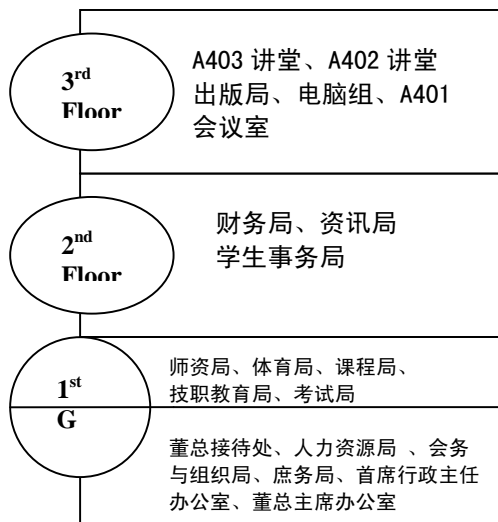 3rd
Floor
A403 讲堂、A402 讲堂
出版局、电脑组、A401
会议室
2nd
Floor
财务局、资讯局
学生事务局
1st
G
师资局、体育局、课程局、
技职教育局、考试局
董总接待处、人力资源局 、会务
与组织局、庶务局、首席行政主任
办公室、董总主席办公室